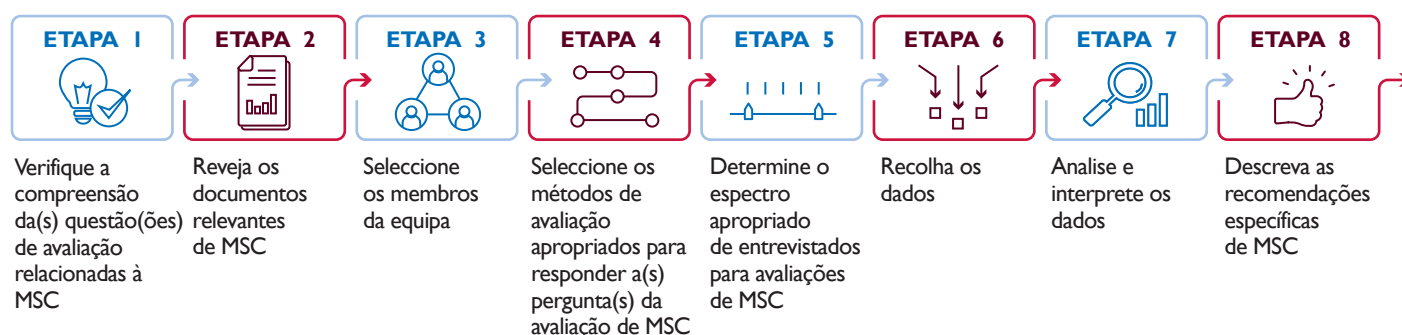 ETAPA 1
Verifique a
compreensão
da(s) questão(ões)
de avaliação
relacionadas à
MSC
ETAPA 2
Reveja os
documentos
relevantes
de MSC
ETAPA 3
Seleccione
os membros
da equipa
ETAPA 4
Seleccione os
métodos de
avaliação
apropriados para
responder a(s)
pergunta(s) da
avaliação de MSC
ETAPA 5
Determine o
espectro
apropriado
de entrevistados
para avaliações
de MSC
ETAPA 6
Recolha os
dados
ETAPA 7
Analise e
interprete os
dados
ETAPA 8
Descreva as
recomendações
específicas
de MSC